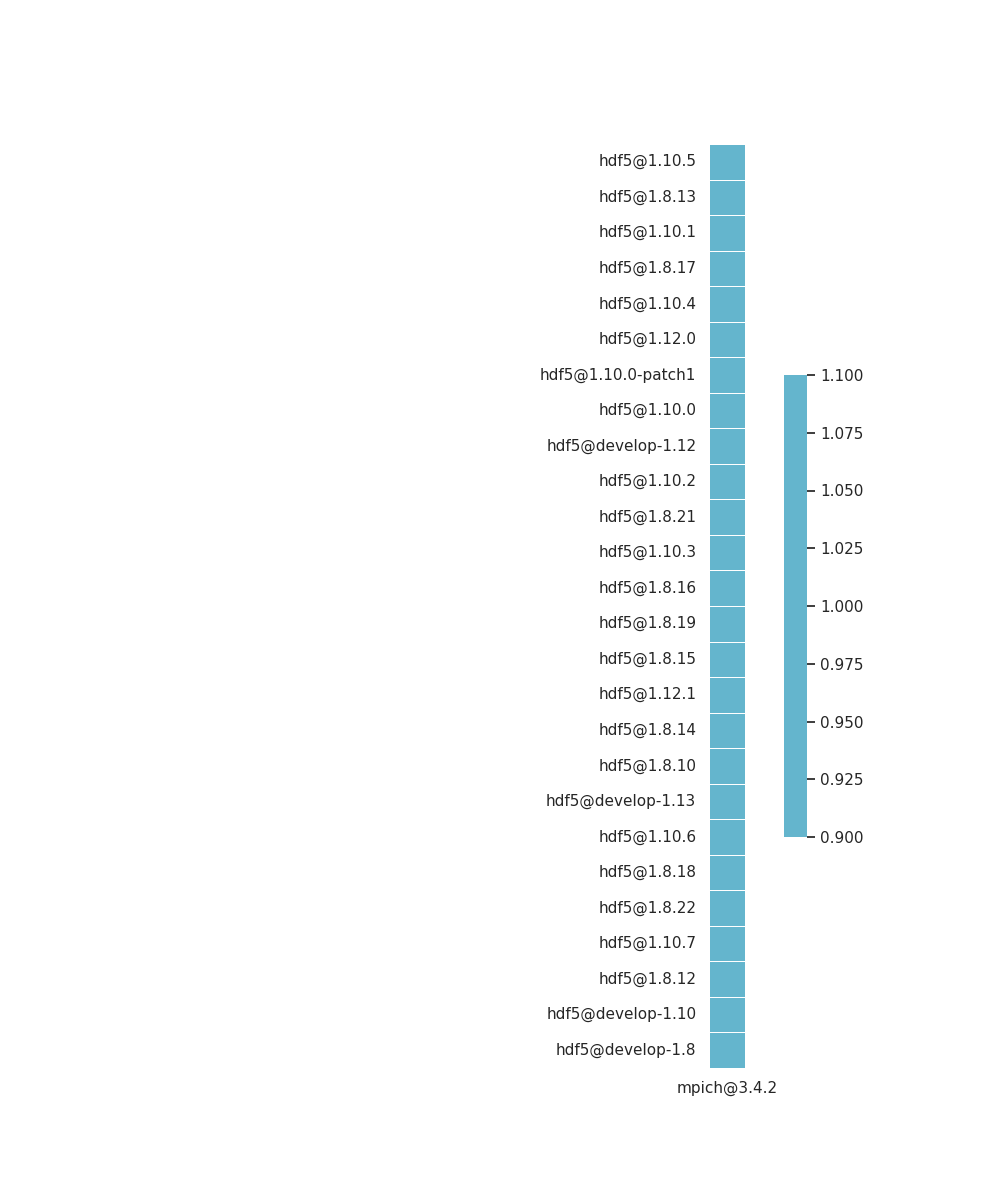 hdf5@1.10.5
hdf5@1.8.13
hdf5@1.10.1
hdf5@1.8.17
hdf5@1.10.4
hdf5@1.12.0
hdf5@1.10.0-patch1
hdf5@1.10.0
hdf5@develop-1.12
hdf5@1.10.2
hdf5@1.8.21
hdf5@1.10.3
hdf5@1.8.16
hdf5@1.8.19
hdf5@1.8.15
hdf5@1.12.1
hdf5@1.8.14
hdf5@1.8.10
hdf5@develop-1.13
hdf5@1.10.6
hdf5@1.8.18
hdf5@1.8.22
hdf5@1.10.7
hdf5@1.8.12
hdf5@develop-1.10
hdf5@develop-1.8
mpich@3.4.2
1.100
1.075
1.050
1.025
1.000
0.975
0.950
0.925
0.900